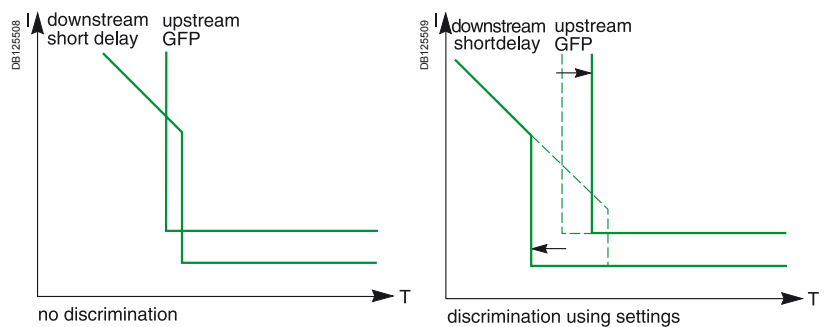 DB125508
I
downstream
short delay
upstream
GFP
T
no discrimination
DB125509
I
downstream
shortdelay
upstream
GFP
T
discrimination using settings